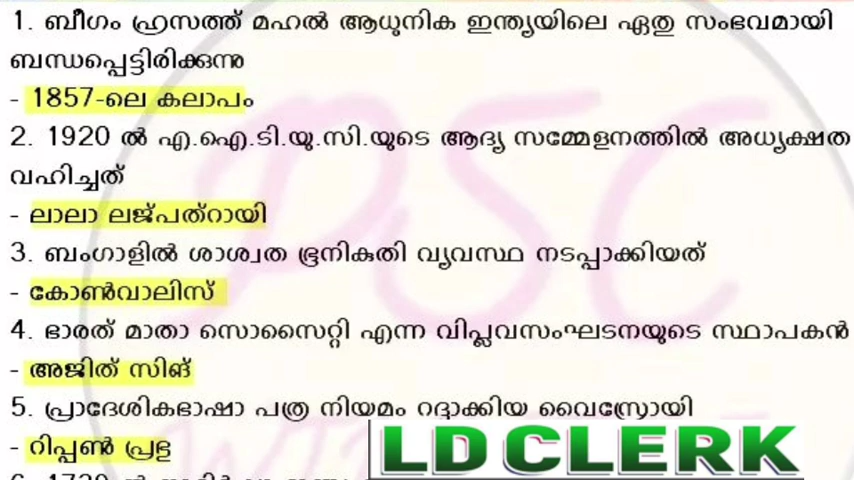 1. ബീഗം ഹ്രസത്ത് മഹൽ ആധുനിക ഇന്ത്യയിലെ ഏതു സംഭവമായി
ബന്ധപ്പെട്ടിരിക്കുന്നു
- 1857-ലെ കലാപം
2. 1920 ൽ എ.ഐ.ടി.യു.സി.യുടെ ആദ്യ സമ്മേളനത്തിൽ അധ്യക്ഷത
വഹിച്ചത്
- ലാലാ ലജ്പത്റായി
3. ബംഗാളിൽ ശാശ്വത ഭൂനികുതി വ്യവസ്ഥ നടപ്പാക്കിയത്
- കോൺവാലിസ്
4. ഭാരത് മാതാ സൊസൈറ്റി എന്ന വിപ്ലവസംഘടനയുടെ സ്ഥാപകൻ
- അജിത് സിങ്
5. പ്രാദേശികഭാഷാ പത്ര നിയമം റദ്ദാക്കിയ വൈസ്രോയി
- റിപ്പൺ പ്രഭു
LD CLERK
PSC